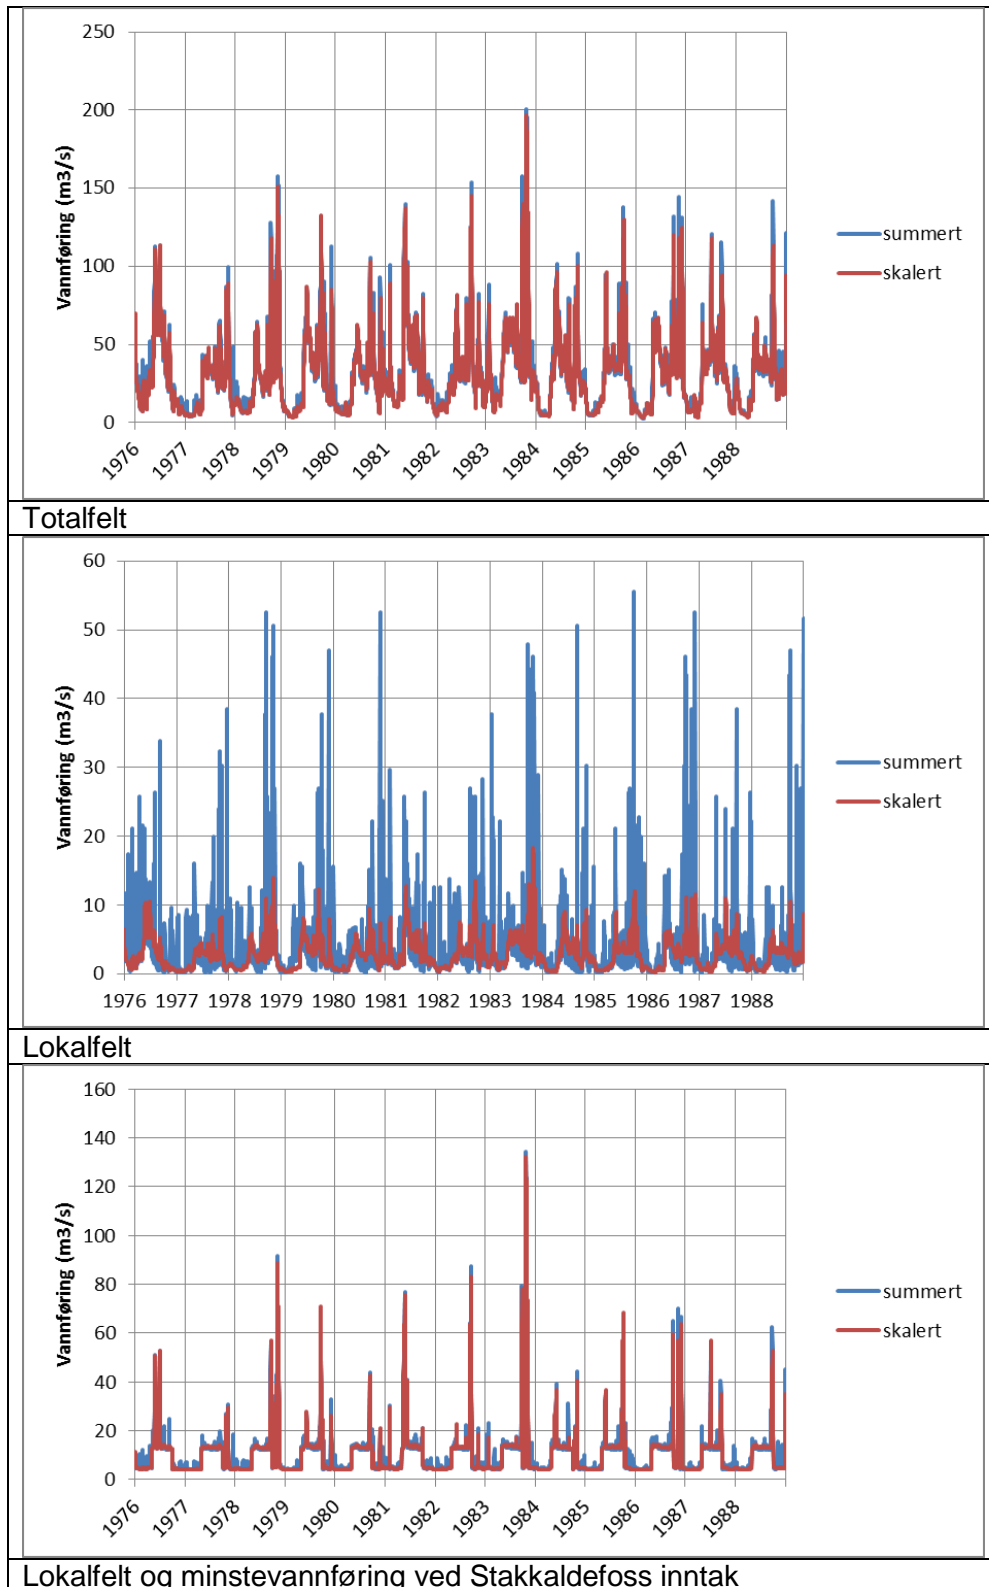 250
200
150
100
50
0
Vannføring (m3/s)
1976 1977 1978 1979 1980 1981 1982 1983 1984 1985 1986 1987 1988
summert
skalert
Totalfelt
60
50
40
30
20
10
0
Vannføring (m3/s)
1976 1977 1978 1979 1980 1981 1982 1983 1984 1985 1986 1987 1988
summert
skalert
Lokalfelt
160
140
120
100
80
60
40
20
0
Vannføring (m3/s)
1976 1977 1978 1979 1980 1981 1982 1983 1984 1985 1986 1987 1988
summert
skalert
Lokalfelt og minstevannføring ved Stakkaldefoss inntak